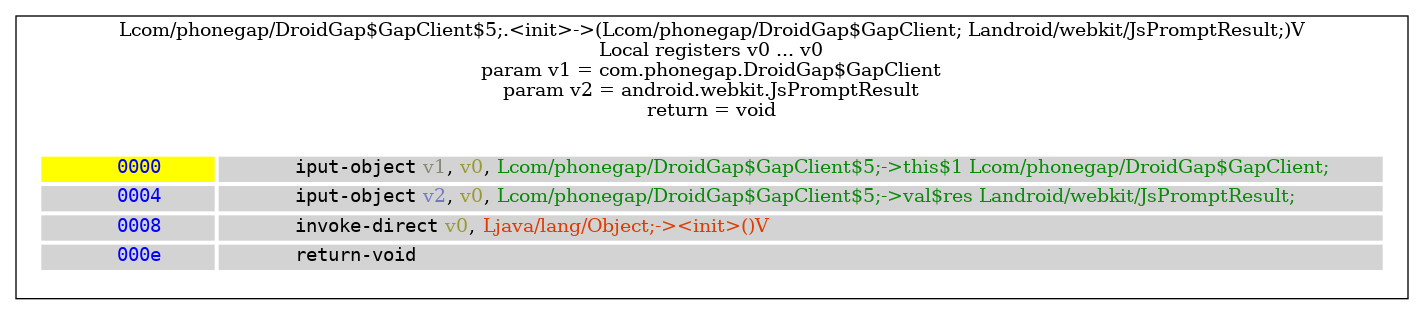 Lcom/phonegap/DroidGap$GapClient$5;.<init>->(Lcom/phonegap/DroidGap$GapClient; Landroid/webkit/JsPromptResult;)V
Local registers v0 ... v0
param v1 = com.phonegap.DroidGap$GapClient
param v2 = android.webkit.JsPromptResult
return = void
0000 iput-object v1, v0, Lcom/phonegap/DroidGap$GapClient$5;->this$1 Lcom/phonegap/DroidGap$GapClient;
0004 iput-object v2, v0, Lcom/phonegap/DroidGap$GapClient$5;->val$res Landroid/webkit/JsPromptResult;
0008 invoke-direct v0, Ljava/lang/Object;-><init>()V
000e return-void